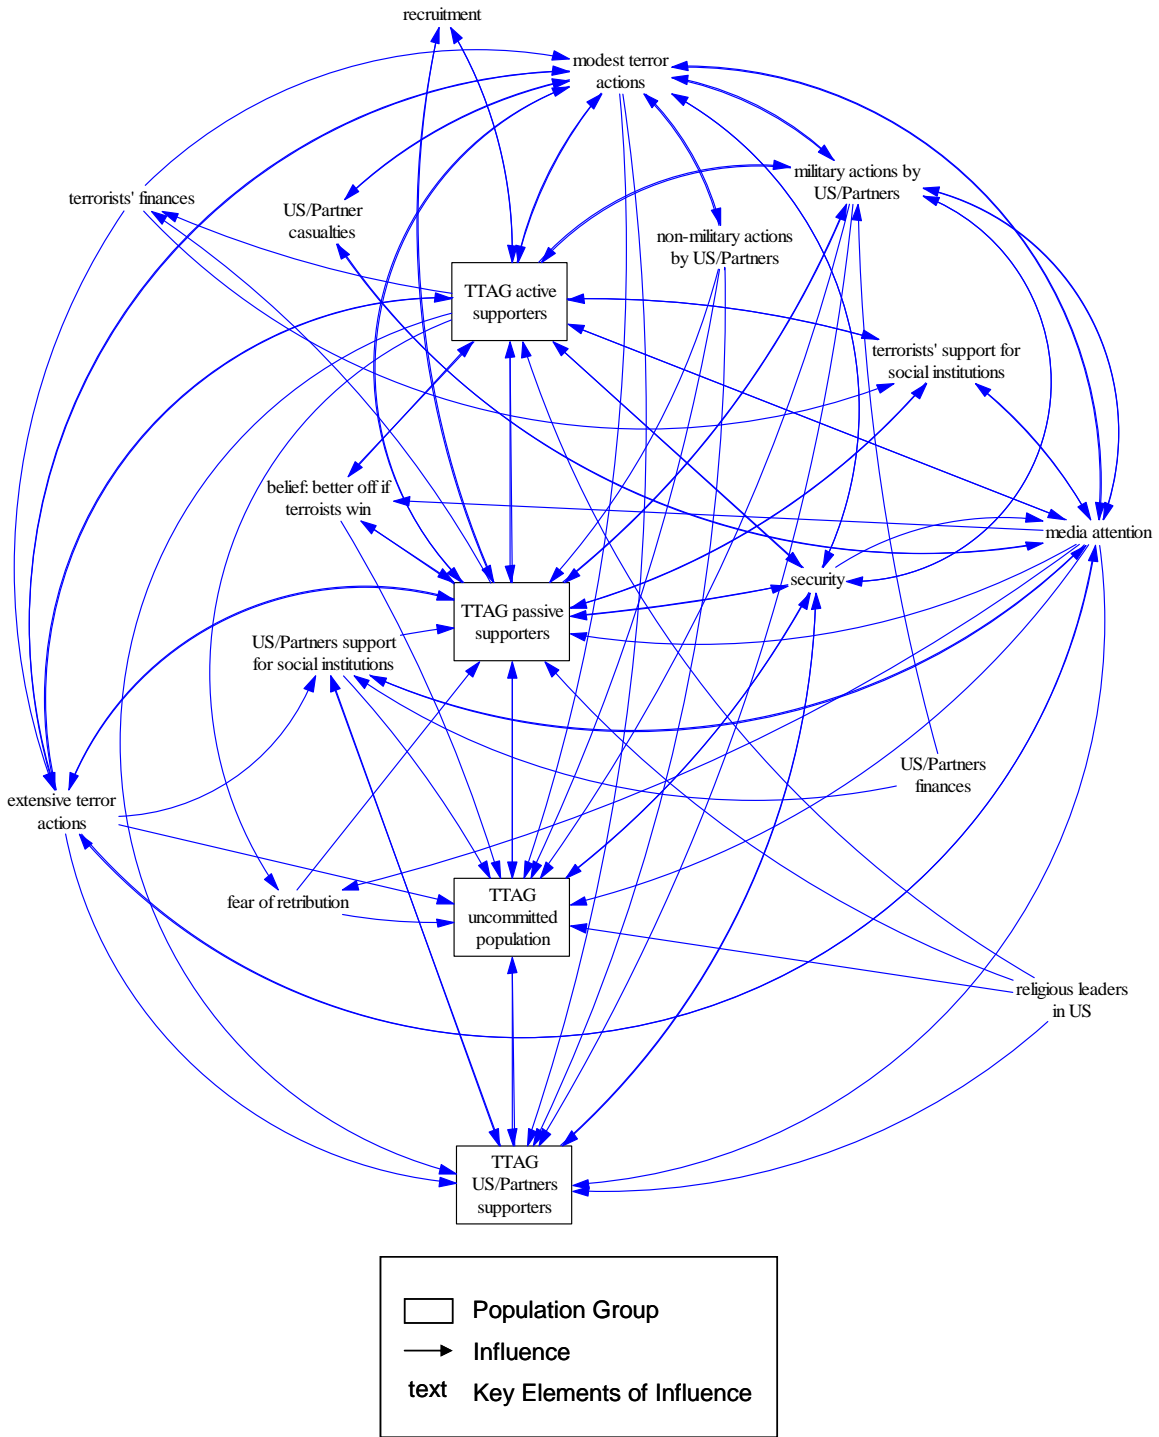 recruitment
modest terror
actions
military actions by
US/Partners
terrorists' finances
US/Partner
casualties
non-military actions
by US/Partners
TTAG active
supporters
terrorists' support for
social institutions
belief: better off if
terroists win
media attention
security
TTAG passive
supporters
US/Partners support
for social institutions
US/Partners
finances
extensive terror
actions
fear of retribution
TTAG
uncommitted
population
religious leaders
in US
TTAG
US/Partners
supporters
Population Group
Influence
text Key Elements of Influence